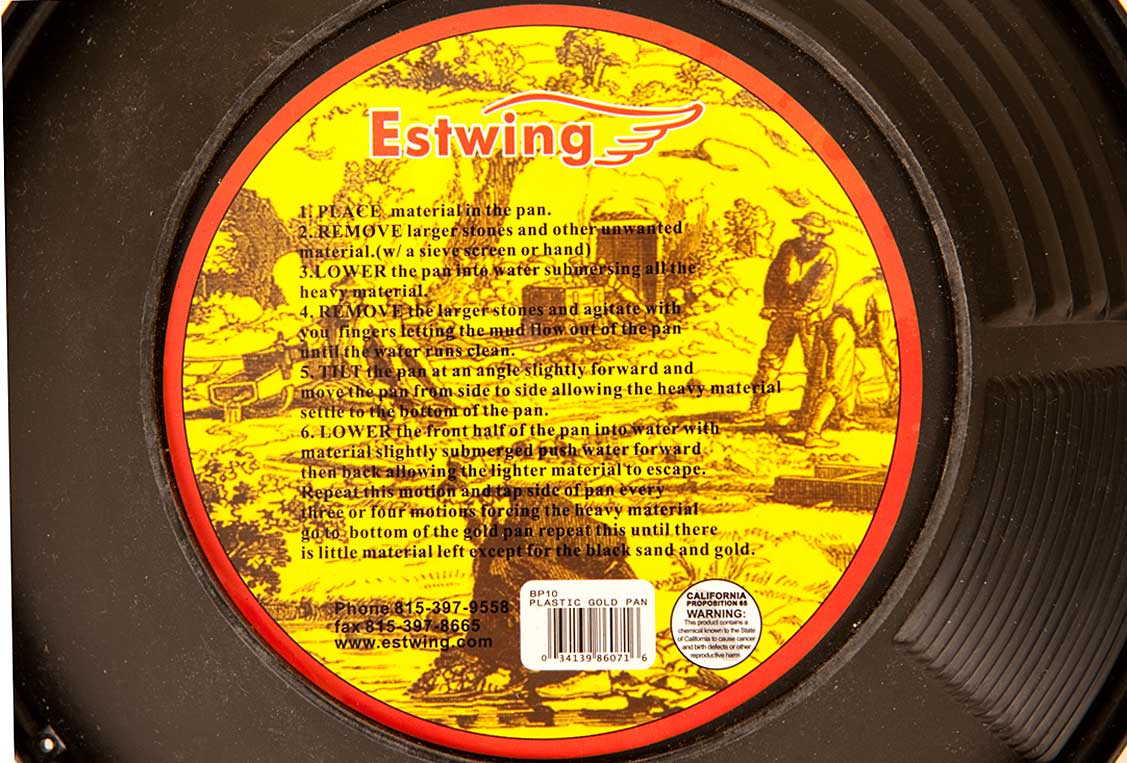 Estwing
1. PLACE material in the pan.
2. REMOVE larger stones and other unwanted
material.(w/ a sieve screen or hand)
3.LOWER the pan into water submersing all the
heavy material.
4. REMOVE the larger stones and agitate with
you fingers letting the mud flow out of the pan
until the water runs clean.
5. TILT the pan at an angle slightly forward and
move the pan from side to side allowing the heavy material
settle to the bottom of the pan.
6. LOWER the front half of the pan into water with
material slightly submerged push water forward
then back allowing the lighter material to escape.
Repeat this motion and tap side of pan every
three or four motions forcing the heavy material
go to bottom of the gold pan repeat this until there
is little material left except for the black sand and gold.
Phone 815-397-9558
fax 815-397-8665
www.estwing.com
BP10
PLASTIC GOLD PAN
0 34139 86071 6
CALIFORNIA
PROPOSITION 65
WARNING:
This product contains a
chemical known to the State
of California to cause cancer
and birth defects or other
reproductive harm